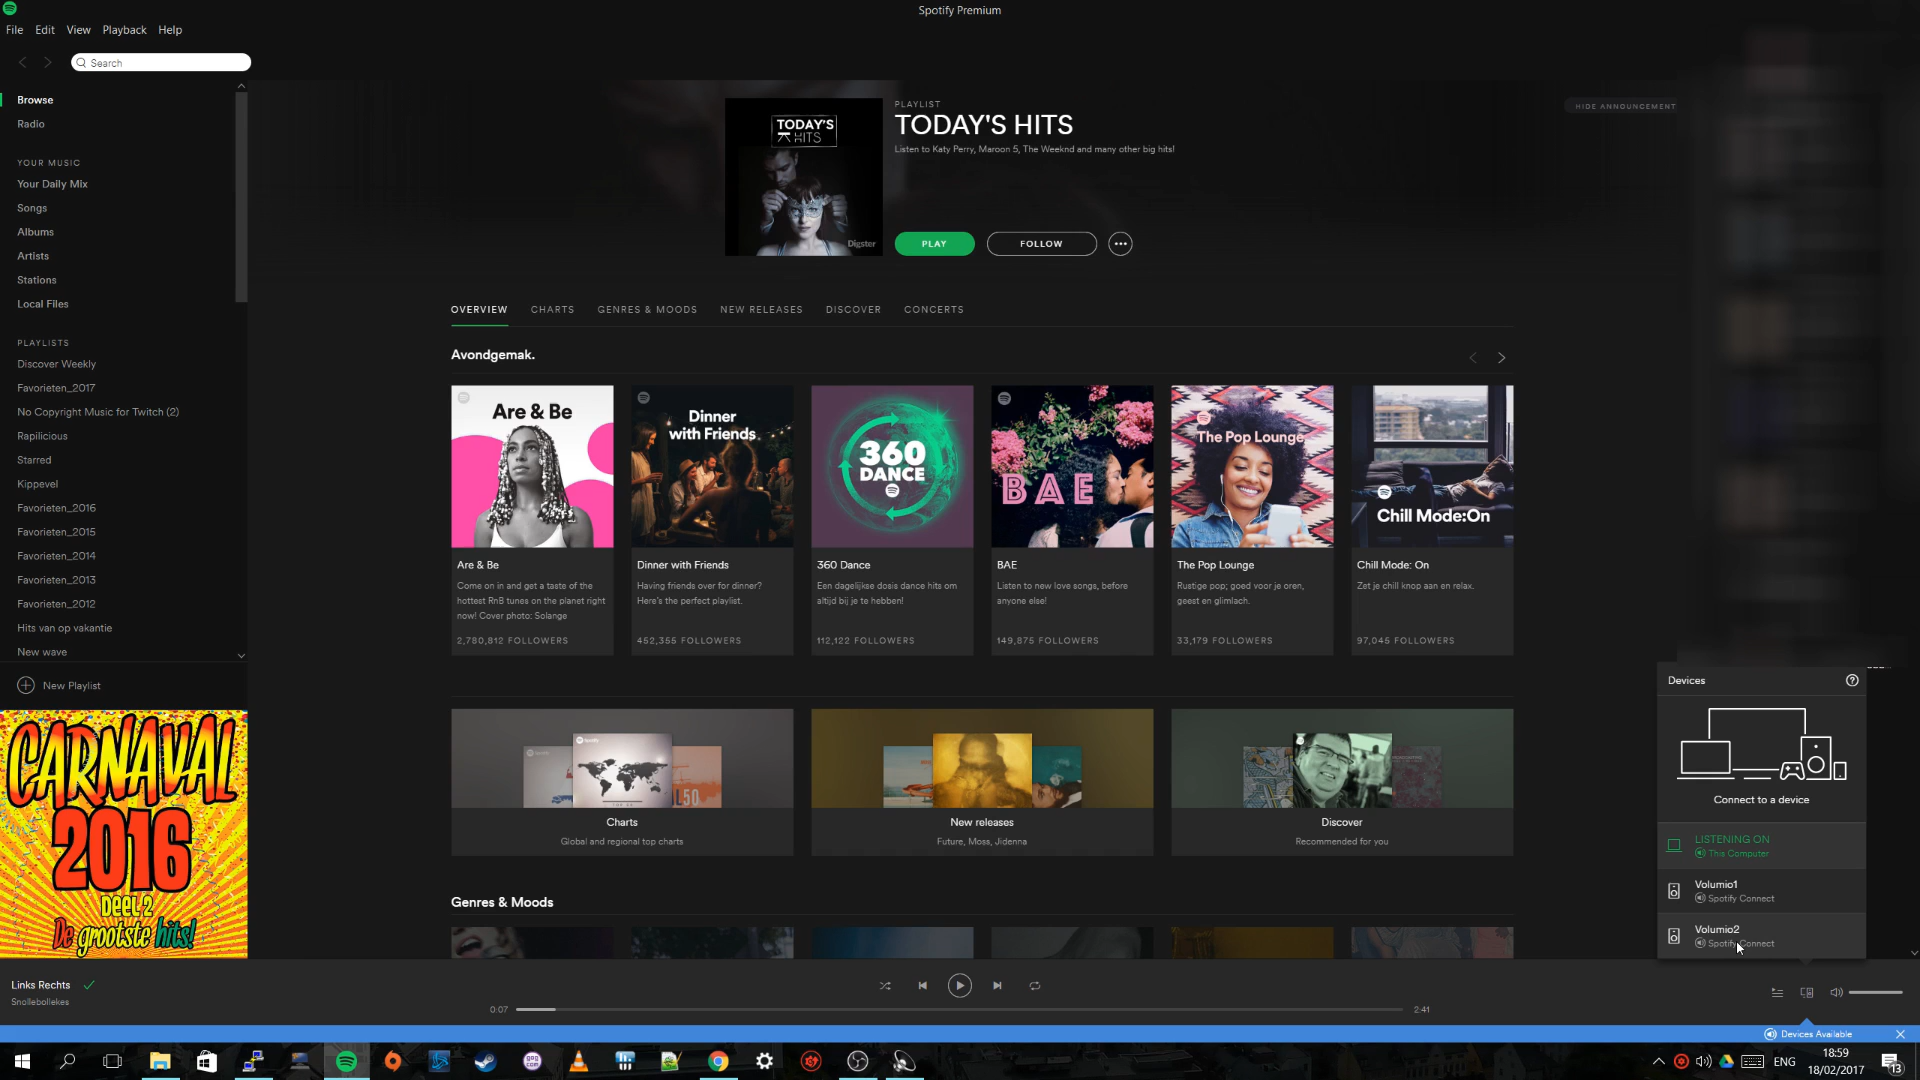 Spotify Premium
File Edit View Playback Help
Search
Browse
Radio
YOUR MUSIC
Your Daily Mix
Songs
Albums
Artists
Stations
Local Files
PLAYLISTS
Discover Weekly
Favorieten_2017
No Copyright Music for Twitch (2)
Rapilicious
Starred
Kippevel
Favorieten_2016
Favorieten_2015
Favorieten_2014
Favorieten_2013
Favorieten_2012
Hits van op vakantie
New wave
New Playlist
CARNAVAL
2016
DEEL 2
De grootste hits!
TODAY'S
HITS
Digster
PLAYLIST
TODAY'S HITS
Listen to Katy Perry, Maroon 5, The Weeknd and many other big hits!
PLAY FOLLOW
HIDE ANNOUNCEMENT
OVERVIEW CHARTS GENRES & MOODS NEW RELEASES DISCOVER CONCERTS
Avondgemak.
Are & Be
Dinner
with Friends
360
DANCE
BAE
The Pop Lounge
Chill Mode:On
Are & Be
Come on in and get a taste of the
hottest RnB tunes on the planet right
now! Cover photo: Solange
2,780,812 FOLLOWERS
Dinner with Friends
Having friends over for dinner?
Here's the perfect playlist.
452,355 FOLLOWERS
360 Dance
Een dagelijkse dosis dance hits om
altijd bij je te hebben!
112,122 FOLLOWERS
BAE
Listen to new love songs, before
anyone else!
149,875 FOLLOWERS
The Pop Lounge
Rustige pop; goed voor je oren,
geest en glimlach.
33,179 FOLLOWERS
Chill Mode: On
Zet je chill knop aan en relax.
97,045 FOLLOWERS
Charts
Global and regional top charts
New releases
Future, Moss, Jidenna
Discover
Recommended for you
Genres & Moods
Devices
Connect to a device
LISTENING ON
This Computer
Volumio1
Spotify Connect
Volumio2
Spotify Connect
Links Rechts
Snollebollekes
0:07
2:41
Devices Available
ENG
18:59
18/02/2017
13